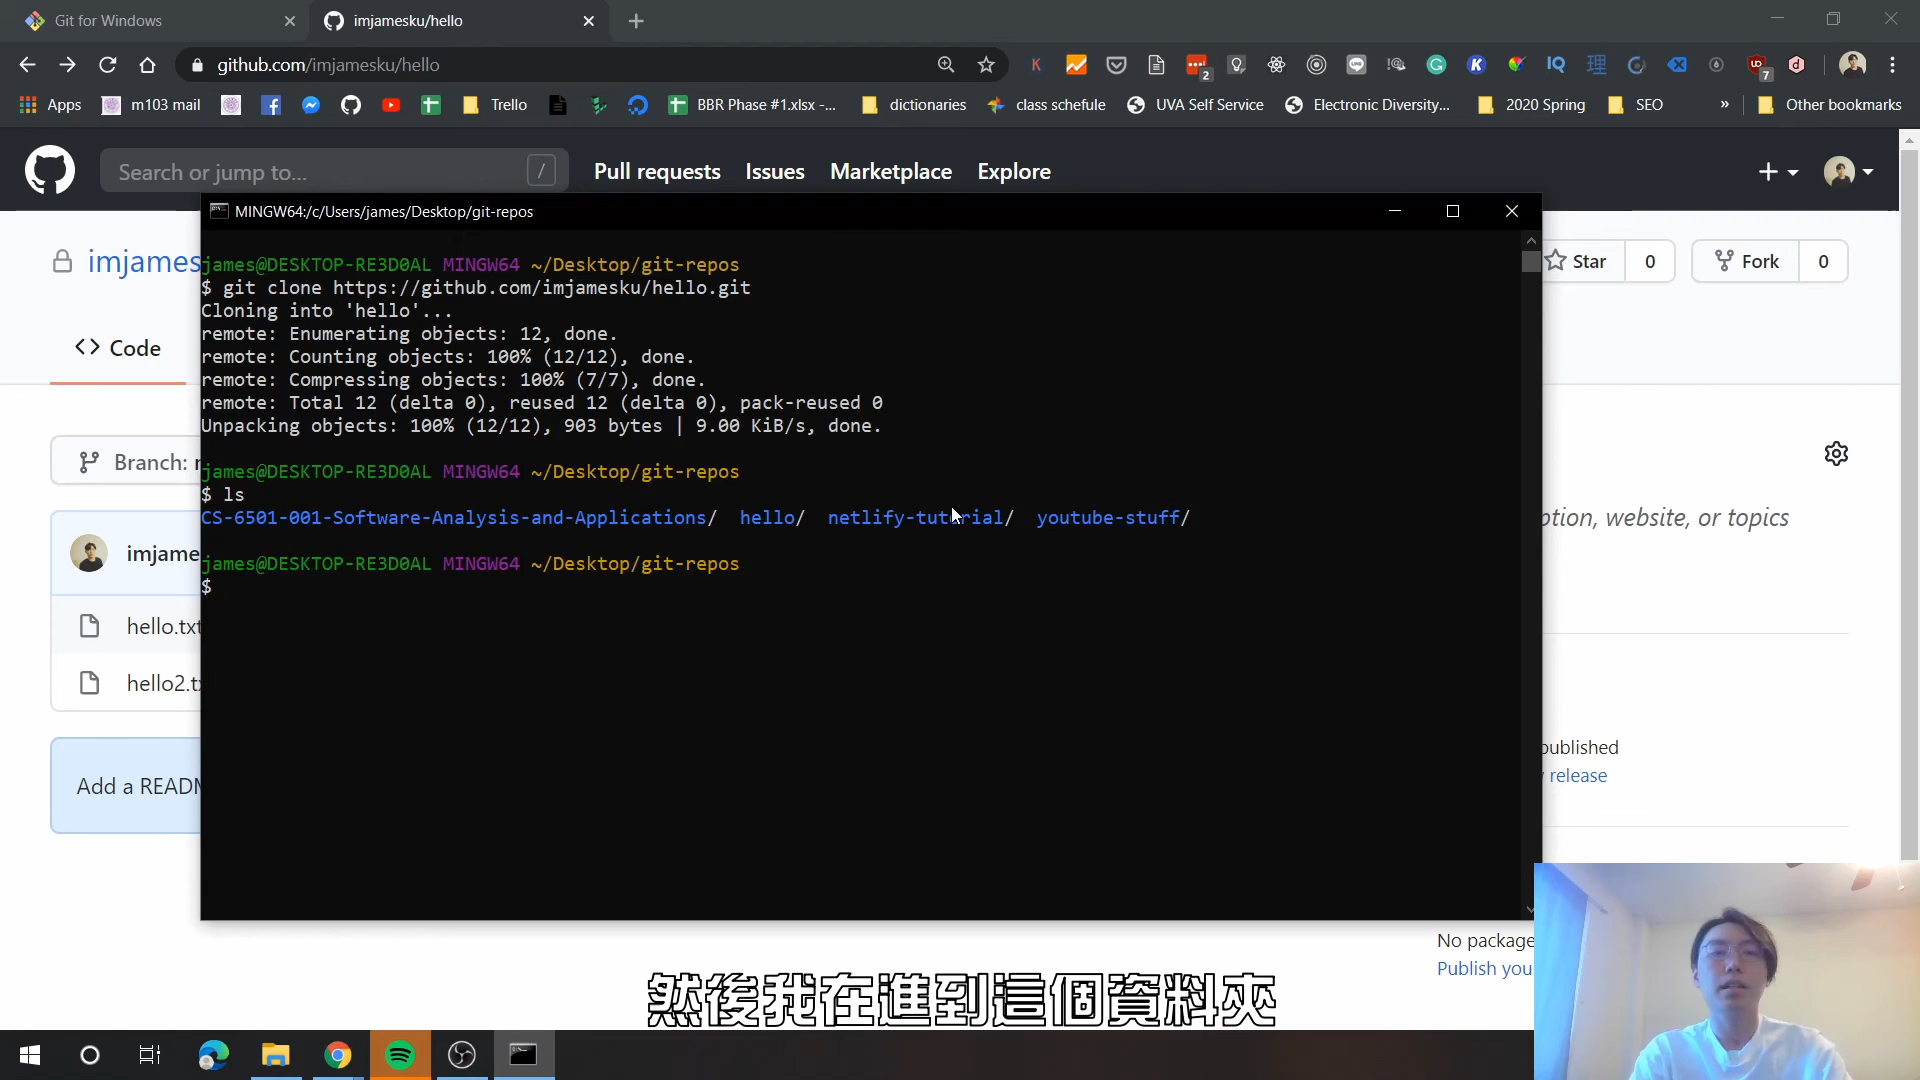 Git for Windows
imjamesku/hello
github.com/imjamesku/hello
2
7
Apps
m103 mail
Trello
BBR Phase #1.xlsx -...
dictionaries
class schefule
UVA Self Service
Electronic Diversity...
2020 Spring
SEO
»
Other bookmarks
Search or jump to...
/
Pull requests
Issues
Marketplace
Explore
MINGW64:/c/Users/james/Desktop/git-repos
imjames
Star
0
Fork
0
Code
james@DESKTOP-RE3D0AL MINGW64 ~/Desktop/git-repos
$ git clone https://github.com/imjamesku/hello.git
Cloning into 'hello'...
remote: Enumerating objects: 12, done.
remote: Counting objects: 100% (12/12), done.
remote: Compressing objects: 100% (7/7), done.
remote: Total 12 (delta 0), reused 12 (delta 0), pack-reused 0
Unpacking objects: 100% (12/12), 903 bytes | 9.00 KiB/s, done.
james@DESKTOP-RE3D0AL MINGW64 ~/Desktop/git-repos
$ ls
CS-6501-001-Software-Analysis-and-Applications/ hello/ netlify-tutorial/ youtube-stuff/
james@DESKTOP-RE3D0AL MINGW64 ~/Desktop/git-repos
$
Branch:
ption, website, or topics
imjame
hello.txt
hello2.t
published
release
Add a READM
No package
Publish you
然後我在進到這個資料夾